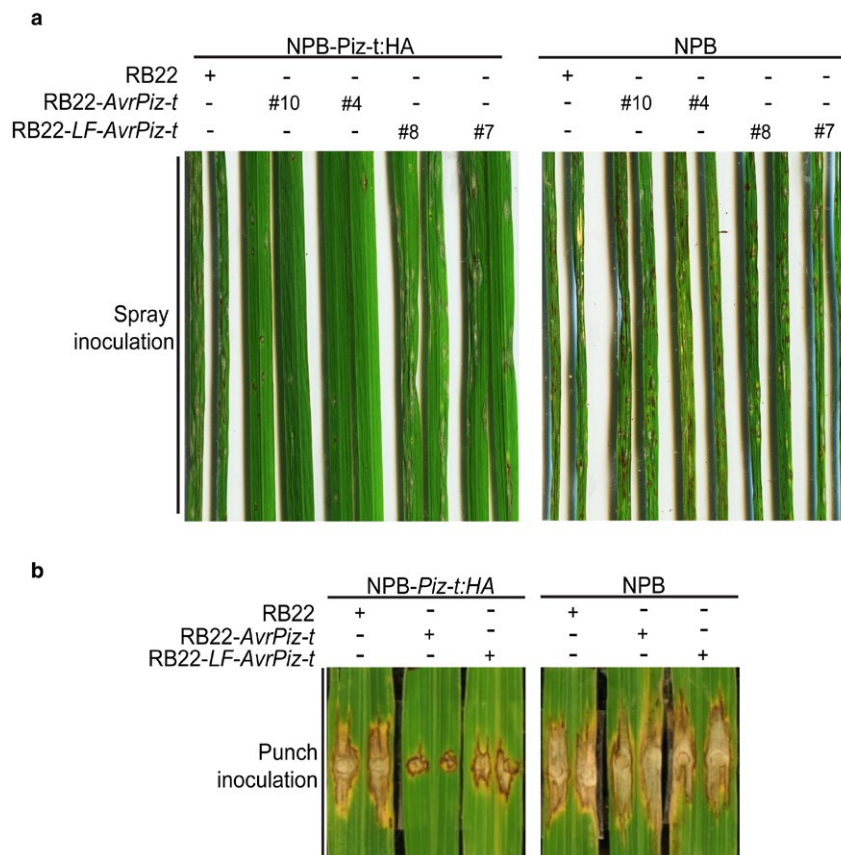 a
NPB-Piz-t:HA NPB
RB22 + - - - - + - - - -
RB22-AvrPiz-t - #10 #4 - - - #10 #4 - -
RB22-LF-AvrPiz-t - - - #8 #7 - - - #8 #7
Spray
inoculation
b
NPB-Piz-t:HA NPB
RB22 + - - + - -
RB22-AvrPiz-t - + - - + -
RB22-LF-AvrPiz-t - - + - - +
Punch
inoculation